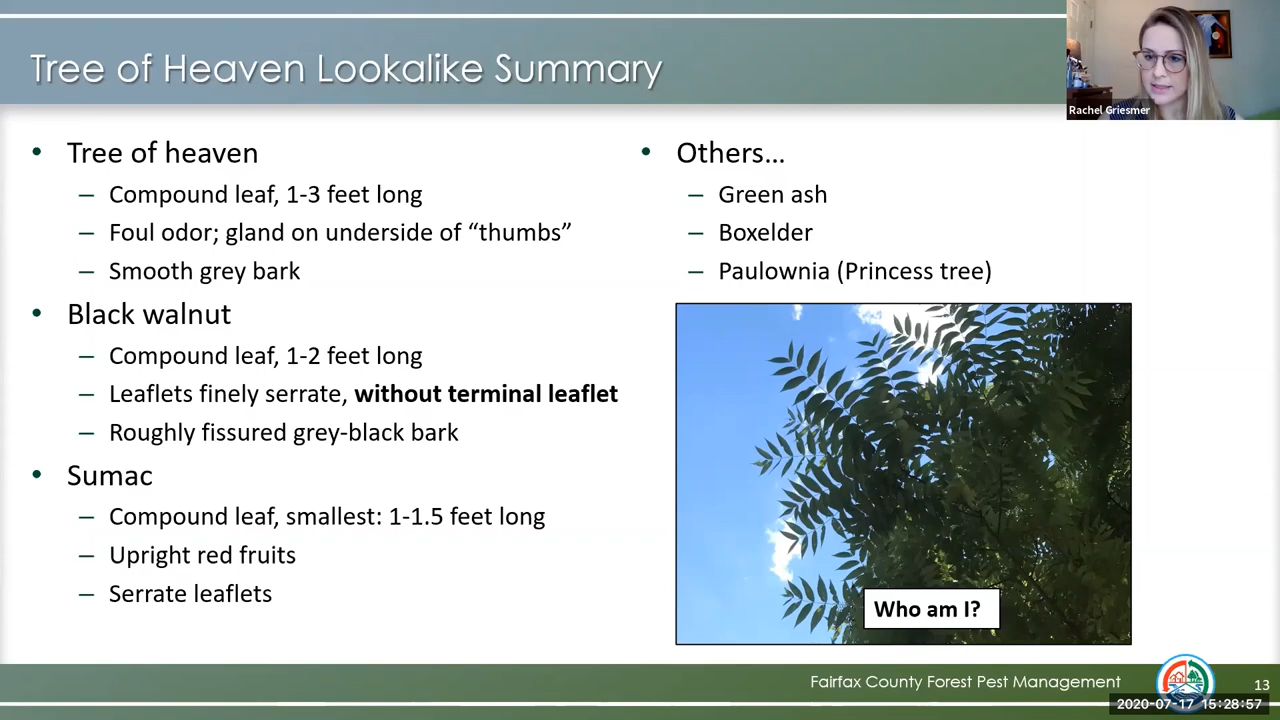 Tree of Heaven Lookalike Summary
Rachel Griesmer
• Tree of heaven
– Compound leaf, 1-3 feet long
– Foul odor; gland on underside of “thumbs”
– Smooth grey bark
• Black walnut
– Compound leaf, 1-2 feet long
– Leaflets finely serrate, without terminal leaflet
– Roughly fissured grey-black bark
• Sumac
– Compound leaf, smallest: 1-1.5 feet long
– Upright red fruits
– Serrate leaflets
• Others…
– Green ash
– Boxelder
– Paulownia (Princess tree)
Who am I?
Fairfax County Forest Pest Management
13
2020-07-17 15:28:57